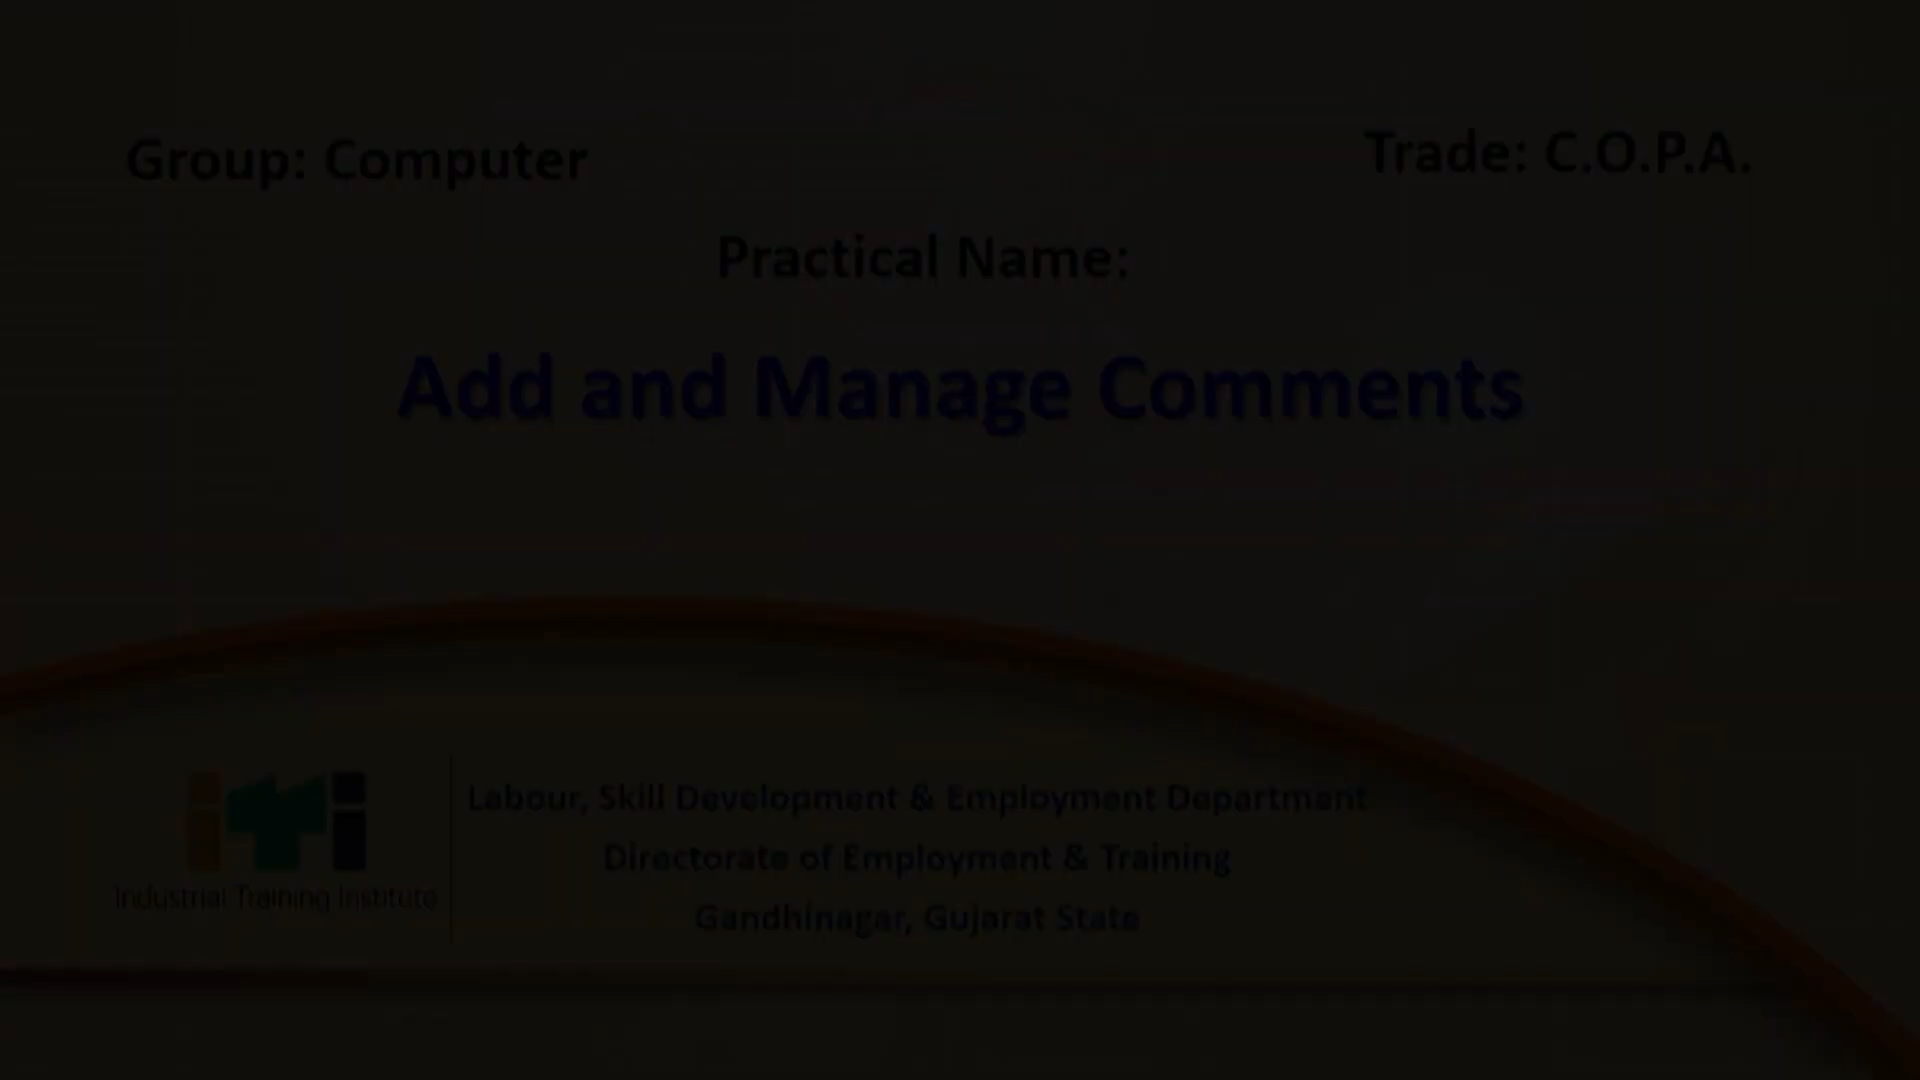 Group: Computer
Trade: C.O.P.A.
Practical Name:
Add and Manage Comments
Labour, Skill Development & Employment Department
Directorate of Employment & Training
Gandhinagar, Gujarat State
Industrial Training Institute